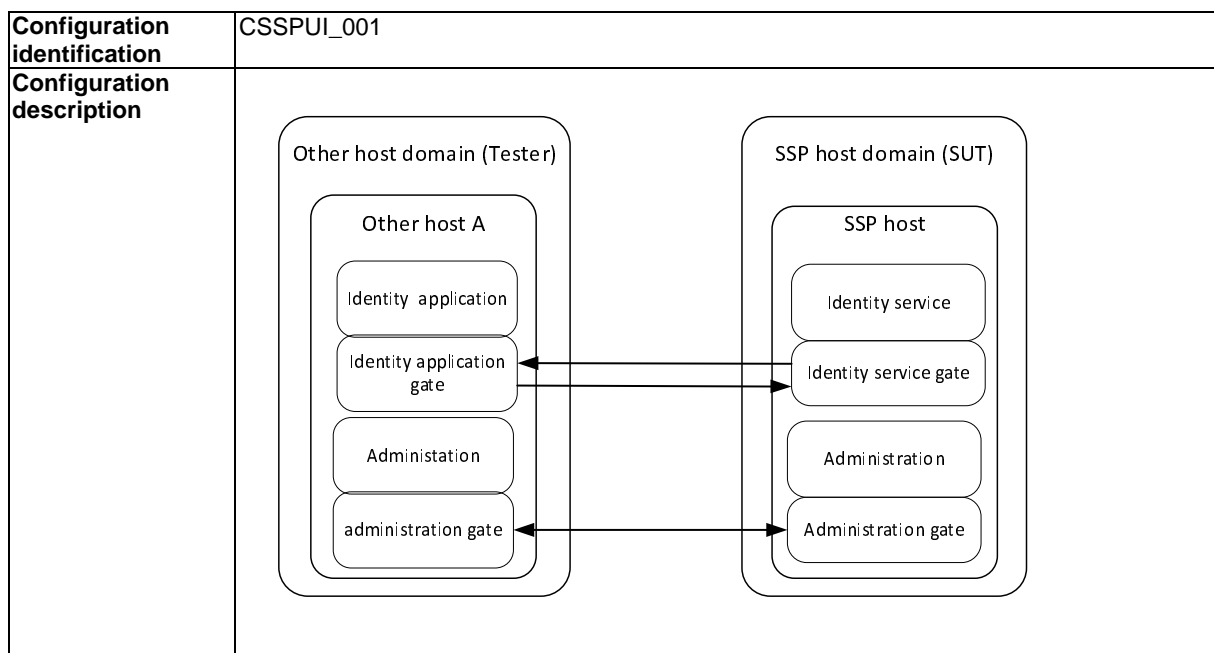 Configuration
identification
CSSPUI_001
Configuration
description
Other host domain (Tester)
Other host A
Identity application
Identity application
gate
Administation
administration gate
SSP host domain (SUT)
SSP host
Identity service
Identity service gate
Administration
Administration gate